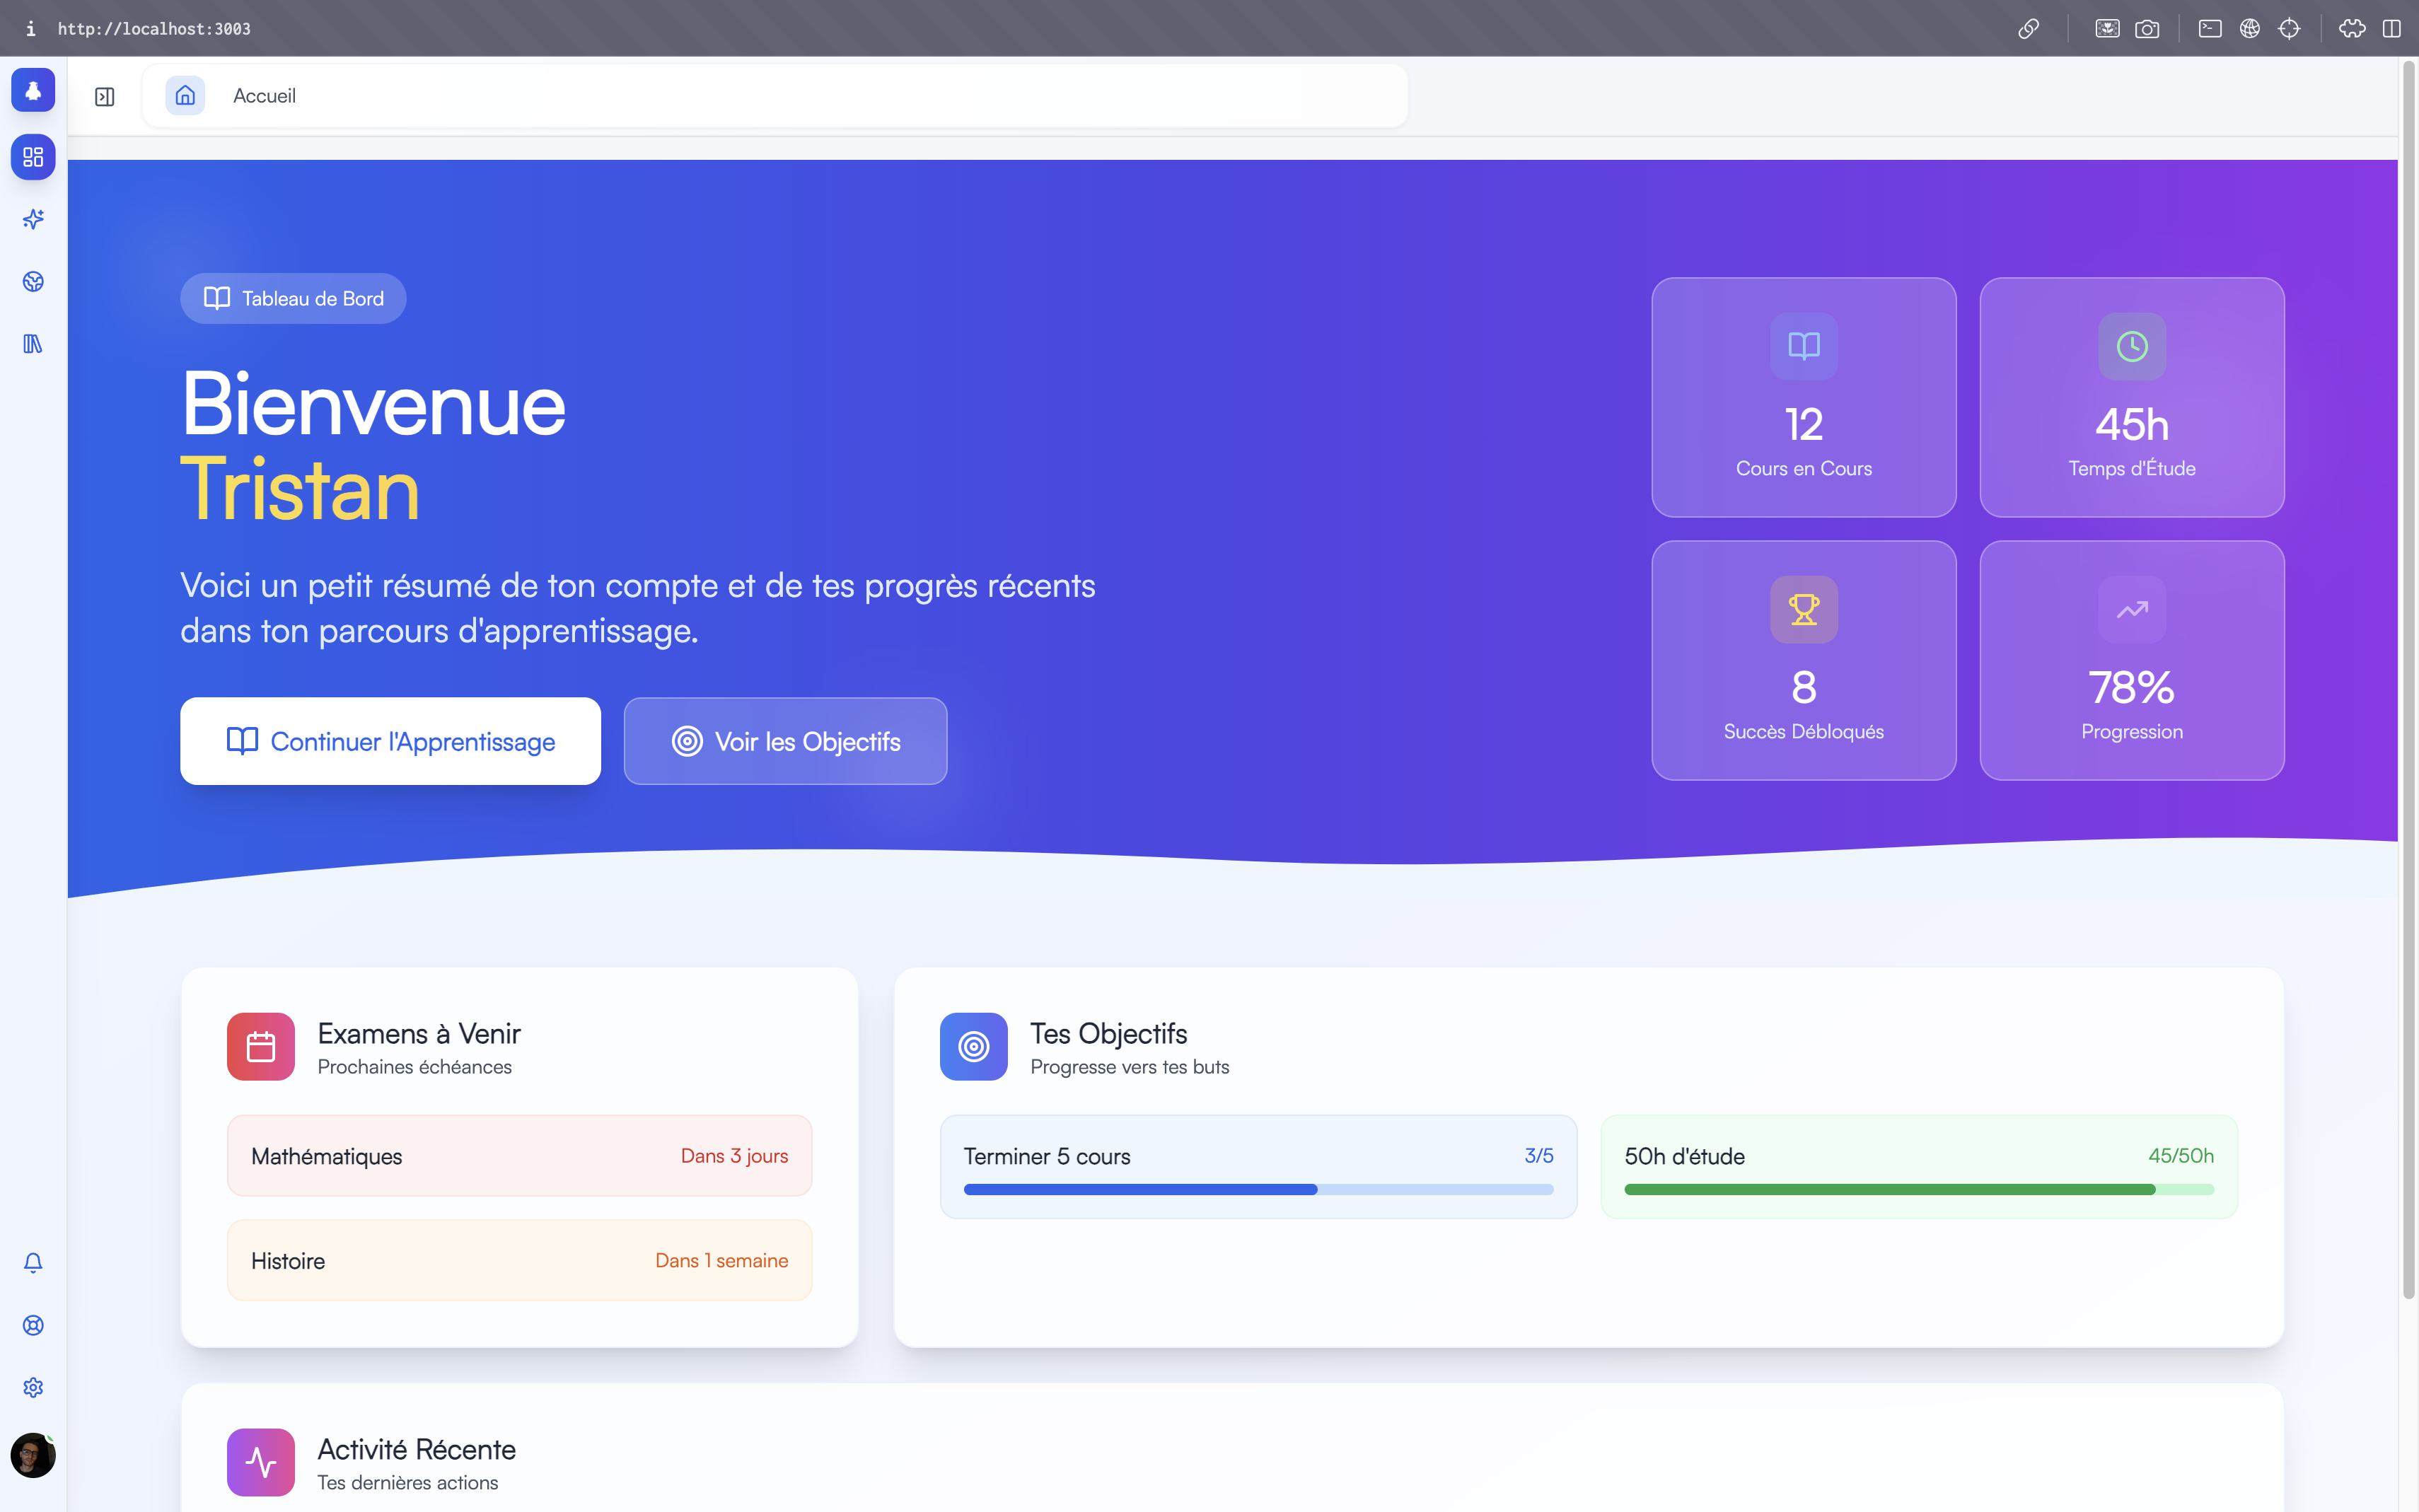 http://localhost:3003
Accueil
Tableau de Bord
Bienvenue
Tristan
Voici un petit résumé de ton compte et de tes progrès récents
dans ton parcours d'apprentissage.
Continuer l'Apprentissage
Voir les Objectifs
12
Cours en Cours
45h
Temps d'Étude
8
Succès Débloqués
78%
Progression
Examens à Venir
Prochaines échéances
Mathématiques
Dans 3 jours
Histoire
Dans 1 semaine
Tes Objectifs
Progresse vers tes buts
Terminer 5 cours
3/5
50h d'étude
45/50h
Activité Récente
Tes dernières actions